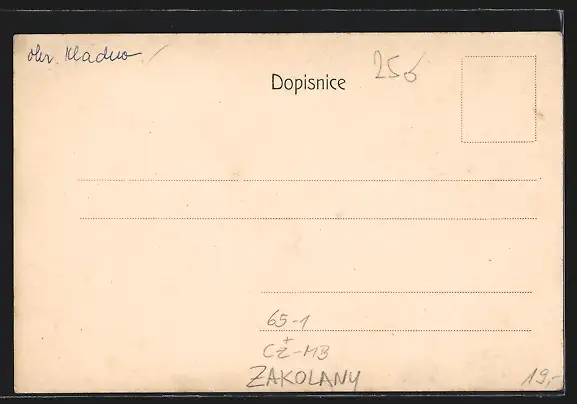 okr. Kladno
256
Dopisnice
65-1
+
CZ-MB
ZAKOLANY
19,-